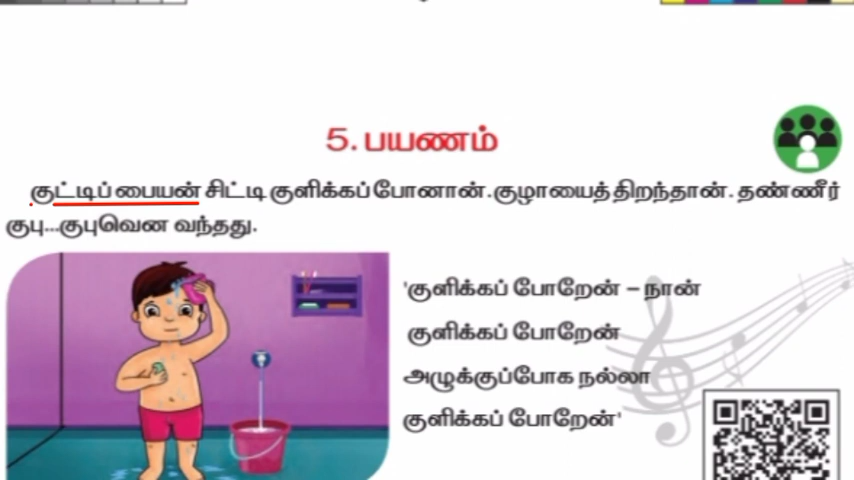 5. பயணம்
குட்டிப் பையன் சிட்டி குளிக்கப் போனான். குழாயைத் திறந்தான். தண்ணீர்
குபு...குபுவென வந்தது.
'குளிக்கப் போறேன் – நான்
குளிக்கப் போறேன்
அழுக்குப்போக நல்லா
குளிக்கப் போறேன்'